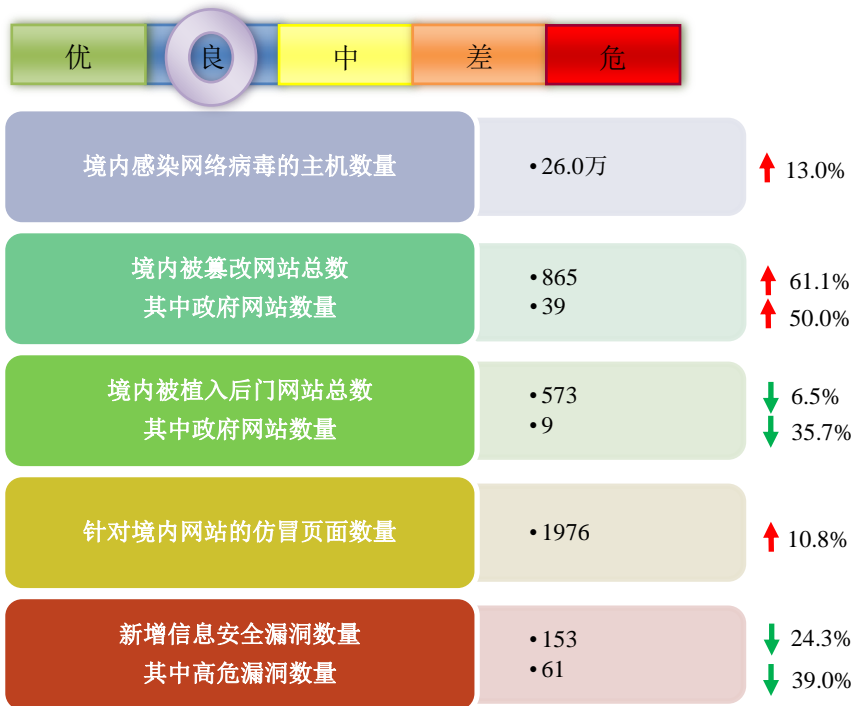 优 良 中 差 危
境内感染网络病毒的主机数量 •26.0万 13.0%
境内被篡改网站总数 •865 61.1%
其中政府网站数量 •39 50.0%
境内被植入后门网站总数 •573 6.5%
其中政府网站数量 •9 35.7%
针对境内网站的仿冒页面数量 •1976 10.8%
新增信息安全漏洞数量 •153 24.3%
其中高危漏洞数量 •61 39.0%